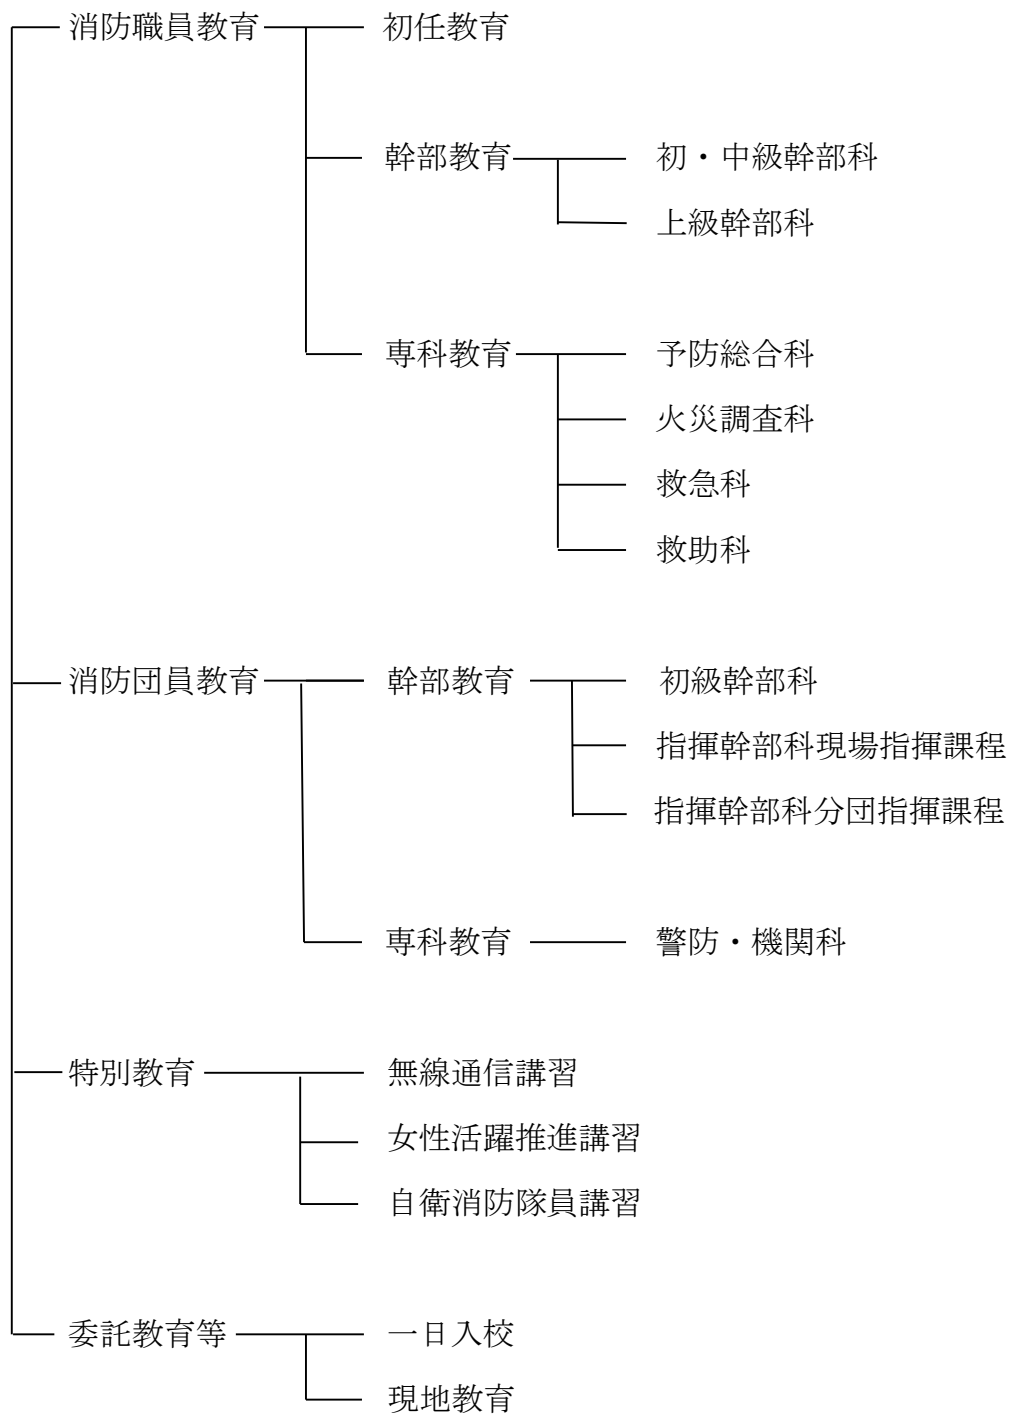 消防職員教育 初任教育
幹部教育 初・中級幹部科
上級幹部科
専科教育 予防総合科
火災調査科
救急科
救助科
消防団員教育 幹部教育 初級幹部科
指揮幹部科現場指揮課程
指揮幹部科分団指揮課程
専科教育 警防・機関科
特別教育 無線通信講習
女性活躍推進講習
自衛消防隊員講習
委託教育等 一日入校
現地教育